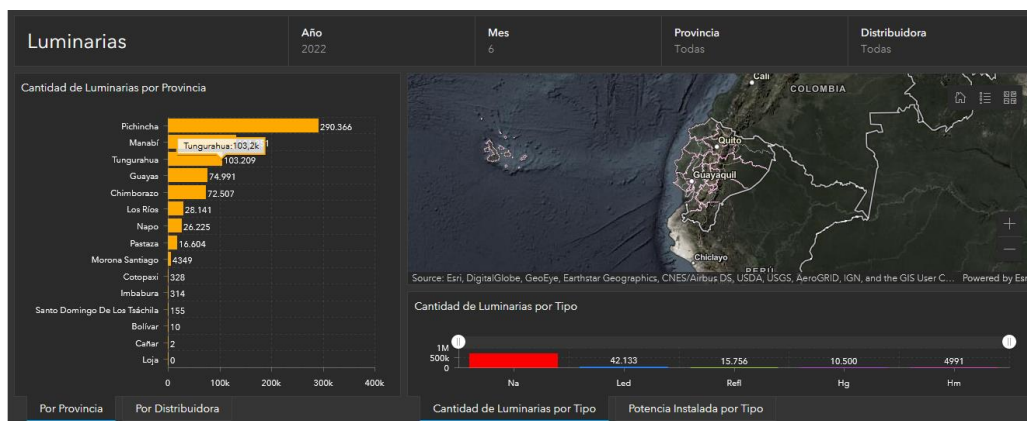 Luminarias
Año
2022
Mes
6
Provincia
Todas
Distribuidora
Todas
Cantidad de Luminarias por Provincia
Pichincha 290.366
Manabí
Tungurahua:103,2k
Tungurahua 103.209
Guayas 74.991
Chimborazo 72.507
Los Ríos 28.141
Napo 26.225
Pastaza 16.604
Morona Santiago 4349
Cotopaxi 328
Imbabura 314
Santo Domingo De Los Tsáchila 155
Bolívar 10
Cañar 2
Loja 0
0 100k 200k 300k 400k
Por Provincia Por Distribuidora
Cali
COLOMBIA
Quito
Guayaquil
Chiclayo
PERU
Source: Esri, DigitalGlobe, GeoEye, Earthstar Geographics, CNES/Airbus DS, USDA, USGS, AeroGRID, IGN, and the GIS User C... Powered by Esri
Cantidad de Luminarias por Tipo
1M
500k
0
42.133 15.756 10.500 4991
Na Led Refl Hg Hm
Cantidad de Luminarias por Tipo Potencia Instalada por Tipo